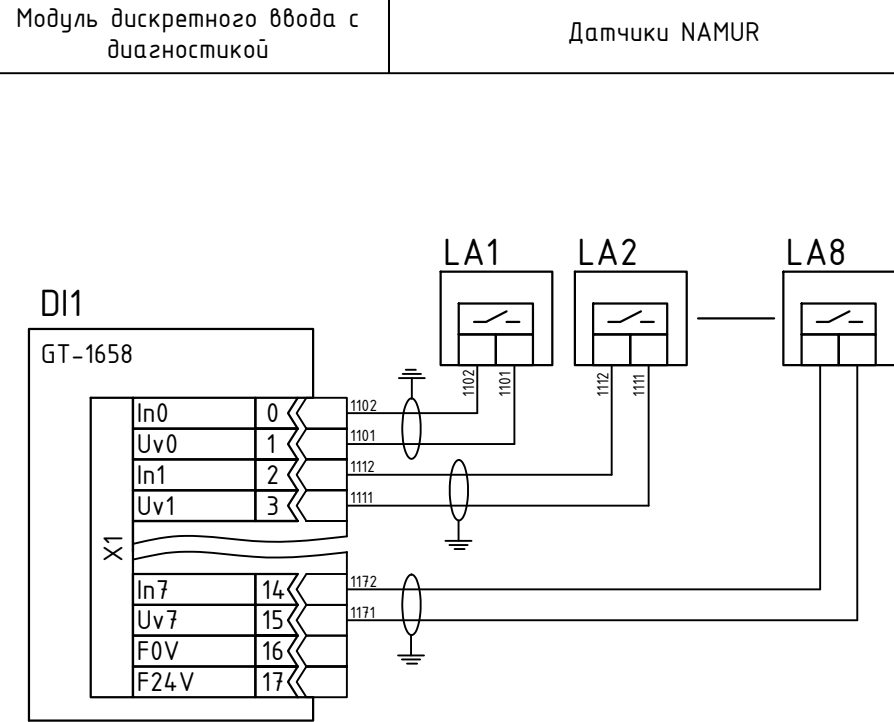 Модуль дискретного ввода с
диагностикой
Датчики NAMUR
LA1
LA2
LA8
DI1
GT-1658
1102
1101
1112
1111
X1
In0 0 1102
Uv0 1 1101
In1 2 1112
Uv1 3 1111
In7 14 1172
Uv7 15 1171
F0V 16
F24V 17